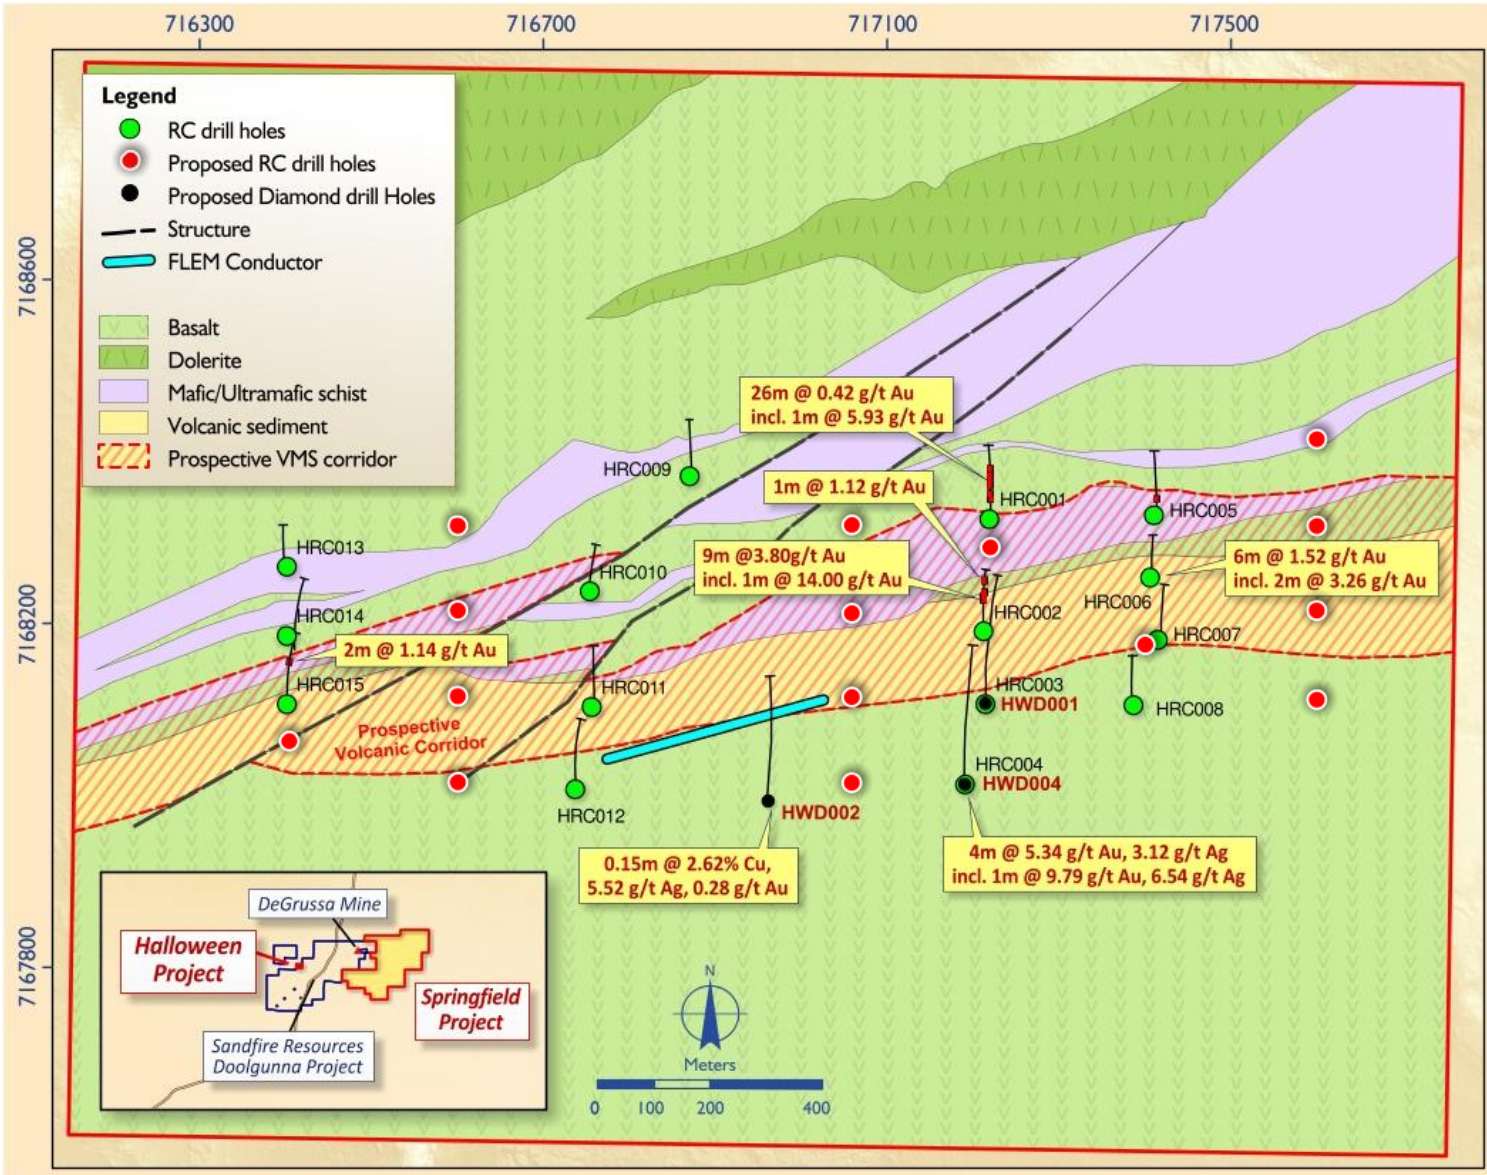 716300
716700
717100
717500
7168600
7168200
7167800
Legend
RC drill holes
Proposed RC drill holes
Proposed Diamond drill Holes
Structure
FLEM Conductor
Basalt
Dolerite
Mafic/Ultramafic schist
Volcanic sediment
Prospective VMS corridor
26m @ 0.42 g/t Au
incl. 1m @ 5.93 g/t Au
HRC009
1m @ 1.12 g/t Au
HRC001
HRC005
HRC013
9m @3.80g/t Au
incl. 1m @ 14.00 g/t Au
6m @ 1.52 g/t Au
incl. 2m @ 3.26 g/t Au
HRC010
HRC006
HRC014
HRC002
HRC007
2m @ 1.14 g/t Au
HRC015
HRC011
HRC003
HWD001
HRC008
Prospective
Volcanic Corridor
HRC004
HWD004
HRC012
HWD002
0.15m @ 2.62% Cu,
5.52 g/t Ag, 0.28 g/t Au
4m @ 5.34 g/t Au, 3.12 g/t Ag
incl. 1m @ 9.79 g/t Au, 6.54 g/t Ag
DeGrussa Mine
Halloween
Project
Springfield
Project
Sandfire Resources
Doolgunna Project
N
Meters
0 100 200 400